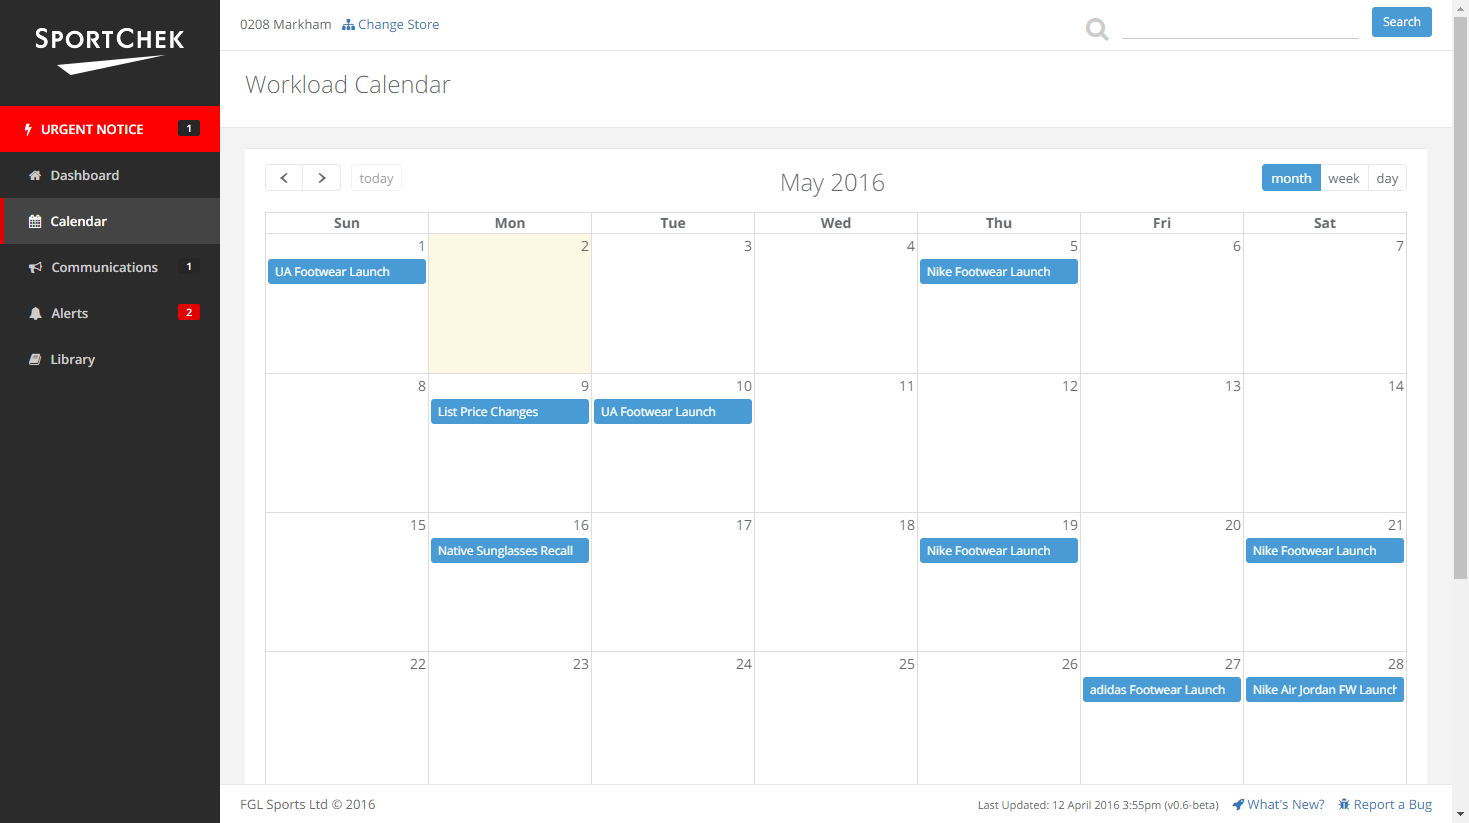 SPORTCHEK
URGENT NOTICE 1
Dashboard
Calendar
Communications 1
Alerts 2
Library
0208 Markham Change Store
Search
Workload Calendar
today
May 2016
month week day
Sun Mon Tue Wed Thu Fri Sat
1 2 3 4 5 6 7
UA Footwear Launch Nike Footwear Launch
8 9 10 11 12 13 14
List Price Changes UA Footwear Launch
15 16 17 18 19 20 21
Native Sunglasses Recall Nike Footwear Launch Nike Footwear Launch
22 23 24 25 26 27 28
adidas Footwear Launch Nike Air Jordan FW Launch
FGL Sports Ltd © 2016
Last Updated: 12 April 2016 3:55pm (v0.6-beta) What's New? Report a Bug